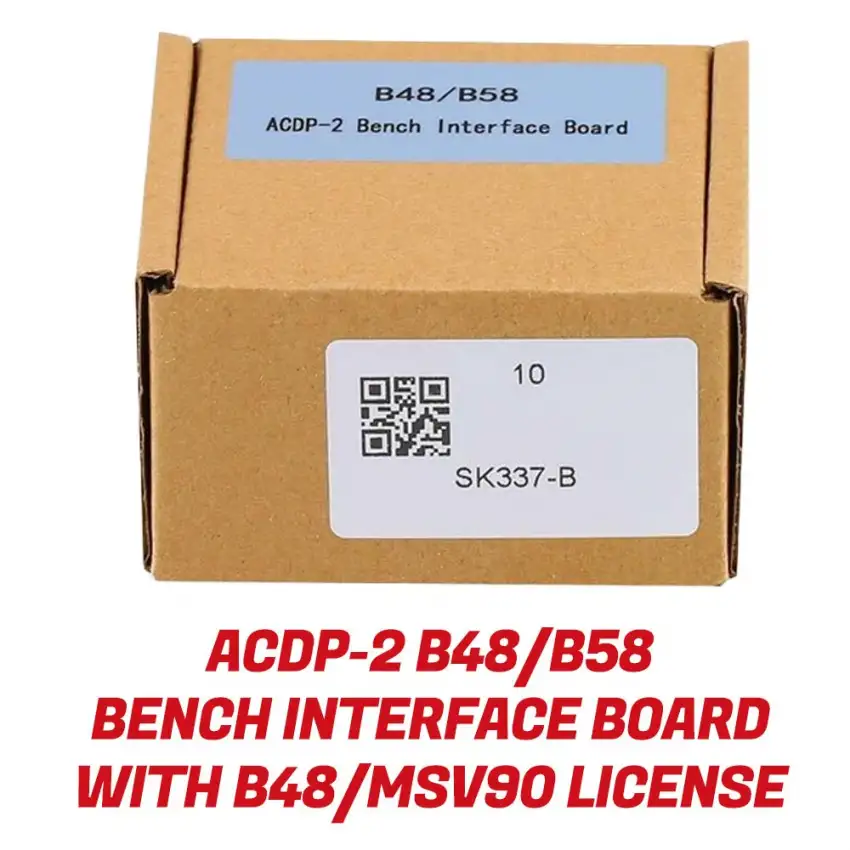 B48/B58
ACDP-2 Bench Interface Board
10
SK337-B
ACDP-2 B48/B58
BENCH INTERFACE BOARD
WITH B48/MSV90 LICENSE